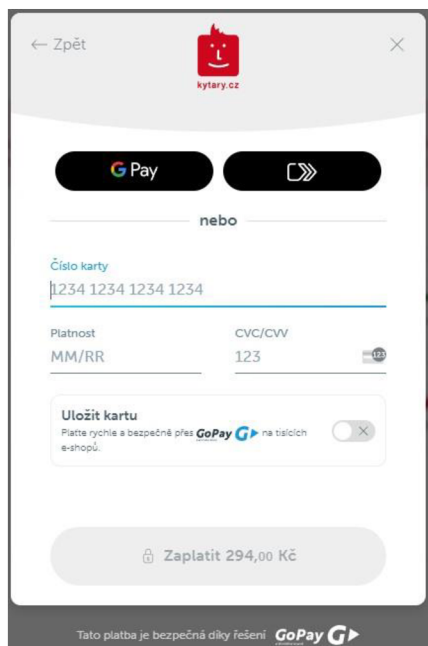 ← Zpět
kytary.cz
G Pay
nebo
Číslo karty
1234 1234 1234 1234
Platnost
CVC/CVV
MM/RR
123
123
Uložit kartu
Plaťte rychle a bezpečně přes GoPay G na tisících
e-shopů.
Zaplatit 294,00 Kč
Tato platba je bezpečná díky řešení GoPay G